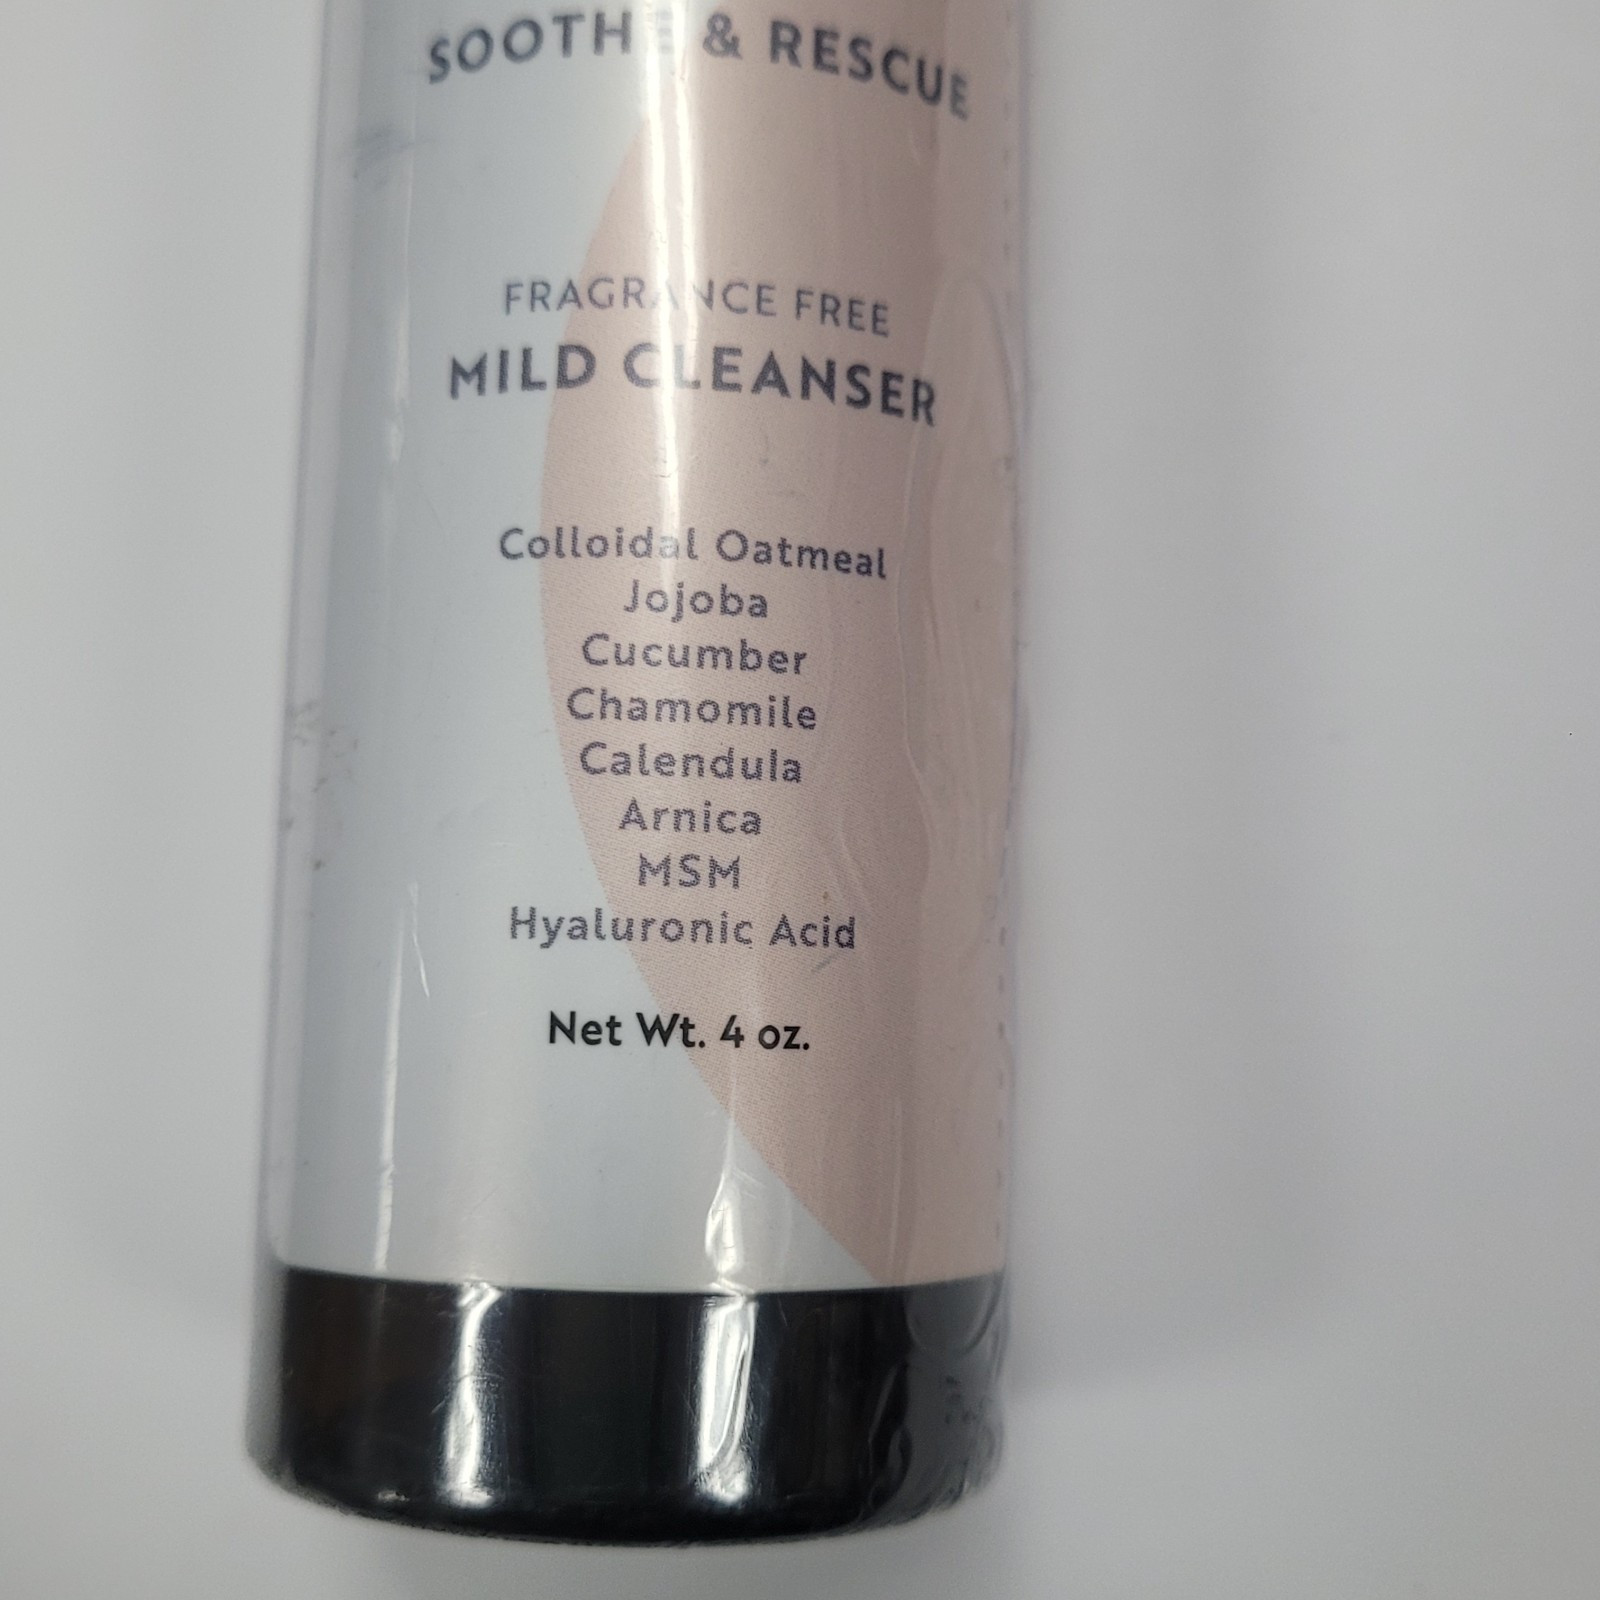 SOOTHE & RESCUE
FRAGRANCE FREE
MILD CLEANSER
Colloidal Oatmeal
Jojoba
Cucumber
Chamomile
Calendula
Arnica
MSM
Hyaluronic Acid
Net Wt. 4 oz.